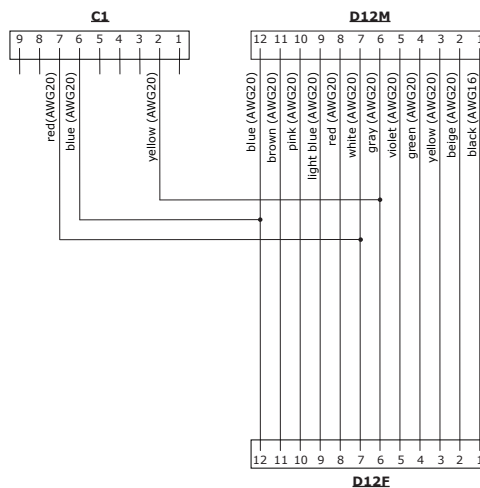 C1
D12M
9 8 7 6 5 4 3 2 1
12 11 10 9 8 7 6 5 4 3 2 1
red(AWG20)
blue (AWG20)
yellow (AWG20)
blue (AWG20)
brown (AWG20)
pink (AWG20)
light blue (AWG20)
red (AWG20)
white (AWG20)
gray (AWG20)
violet (AWG20)
green (AWG20)
yellow (AWG20)
beige (AWG20)
black (AWG16)
12 11 10 9 8 7 6 5 4 3 2 1
D12F